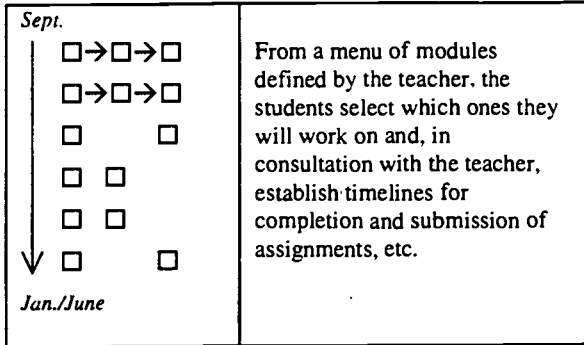 Sept.
From a menu of modules
defined by the teacher, the
students select which ones they
will work on and, in
consultation with the teacher,
establish timelines for
completion and submission of
assignments, etc.
Jan./June